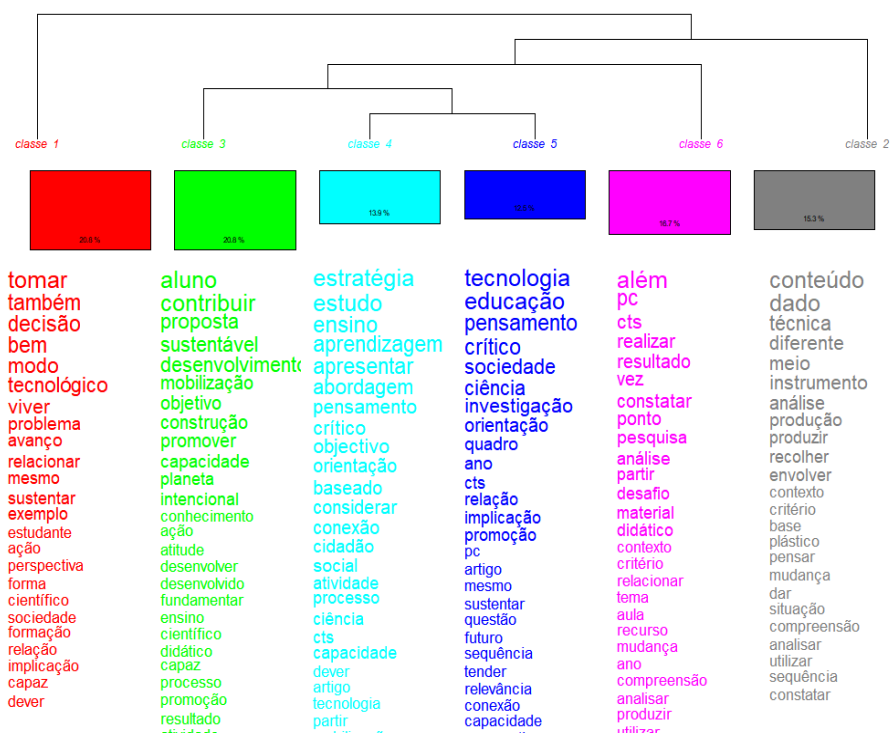 classe 1 classe 3 classe 4 classe 5 classe 6 classe 2
20.8 % 20.8 % 13.9 % 12.5 % 16.7 % 15.3 %
tomar
também
decisão
bem
modo
tecnológico
viver
problema
avanço
relacionar
mesmo
sustentar
exemplo
estudante
ação
perspectiva
forma
científico
sociedade
formação
relação
implicação
capaz
dever
aluno
contribuir
proposta
sustentável
desenvolvimento
mobilização
objetivo
construção
promover
capacidade
planeta
intencional
conhecimento
ação
atitude
desenvolver
desenvolvido
fundamentar
ensino
científico
didático
capaz
processo
promoção
resultado
atividade
estratégia
estudo
ensino
aprendizagem
apresentar
abordagem
pensamento
crítico
objectivo
orientação
baseado
considerar
conexão
cidadão
social
atividade
processo
ciência
cts
capacidade
dever
artigo
tecnologia
partir
tecnologia
educação
pensamento
crítico
sociedade
ciência
investigação
orientação
quadro
ano
cts
relação
implicação
promoção
pc
artigo
mesmo
sustentar
questão
futuro
sequência
tender
relevância
conexão
capacidade
além
pc
cts
realizar
resultado
vez
constatar
ponto
pesquisa
análise
partir
desafio
material
didático
contexto
critério
relacionar
tema
aula
recurso
mudança
ano
compreensão
analisar
produzir
utilizar
conteúdo
dado
técnica
diferente
meio
instrumento
análise
produção
produzir
recolher
envolver
contexto
critério
base
plástico
pensar
mudança
dar
situação
compreensão
analisar
utilizar
sequência
constatar